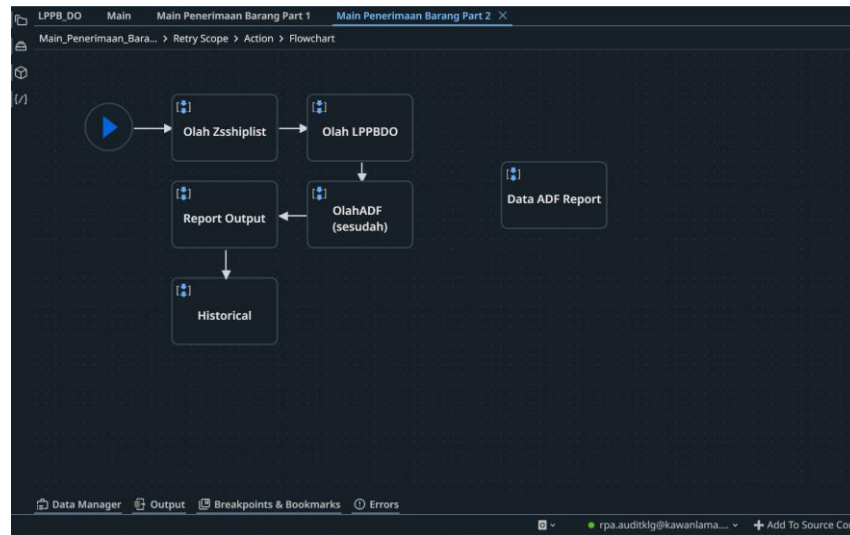 LPPB_DO Main Main Penerimaan Barang Part 1 Main Penerimaan Barang Part 2
Main_Penerimaan_Bara... > Retry Scope > Action > Flowchart
Olah Zsshiplist
Olah LPPBDO
Data ADF Report
Report Output
OlahADF
(sesudah)
Historical
Data Manager Output Breakpoints & Bookmarks Errors
rpa.auditklg@kawanlama.... + Add To Source Co